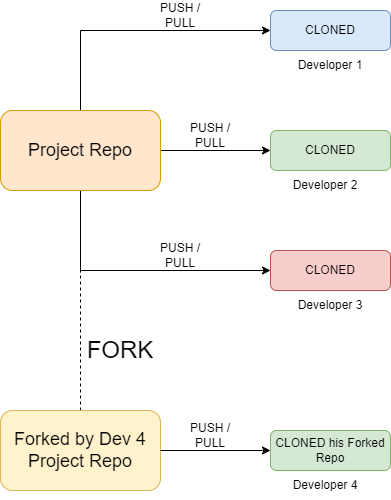 PUSH /
PULL
CLONED
Developer 1
Project Repo
PUSH /
PULL
CLONED
Developer 2
PUSH /
PULL
CLONED
Developer 3
FORK
Forked by Dev 4
Project Repo
PUSH /
PULL
CLONED his Forked
Repo
Developer 4